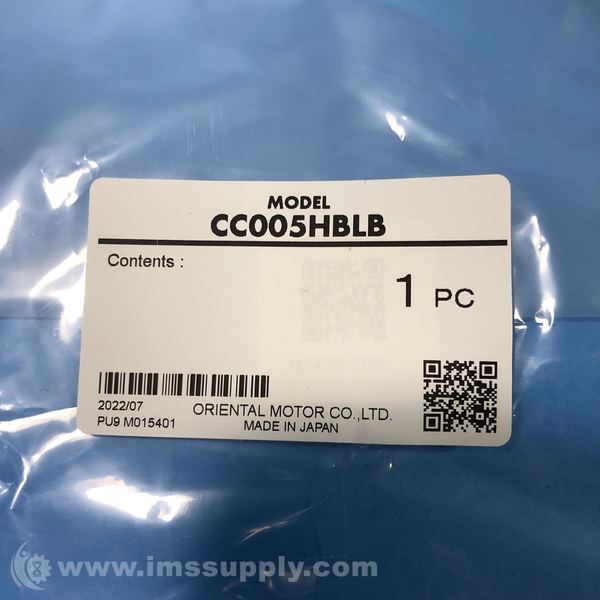 MODEL
CC005HBLB
Contents :
1 PC
2022/07
PU9 M015401
ORIENTAL MOTOR CO.,LTD.
MADE IN JAPAN
www.imssupply.com